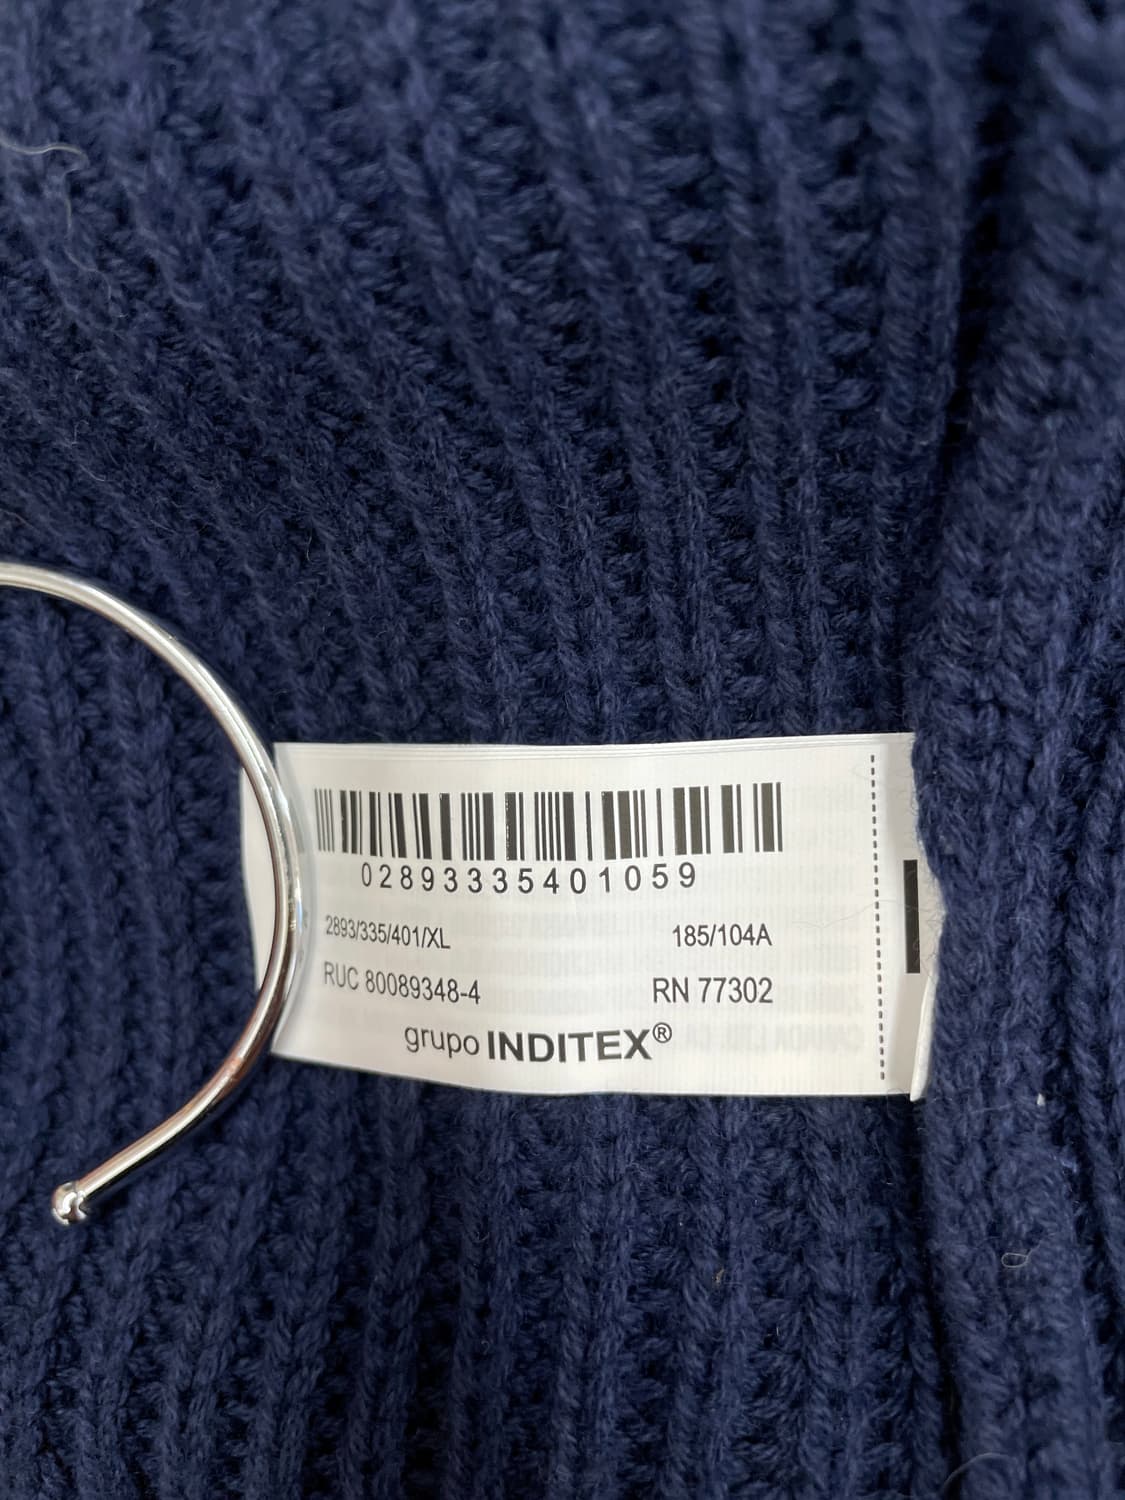 02893335401059
2893/335/401/XL 185/104A
RUC 80089348-4 RN 77302
grupo INDITEX®